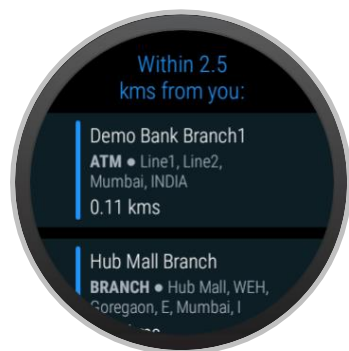 Within 2.5
kms from you:
Demo Bank Branch1
ATM ● Line1, Line2,
Mumbai, INDIA
0.11 kms
Hub Mall Branch
BRANCH ● Hub Mall, WEH,
Goregaon, E, Mumbai, I